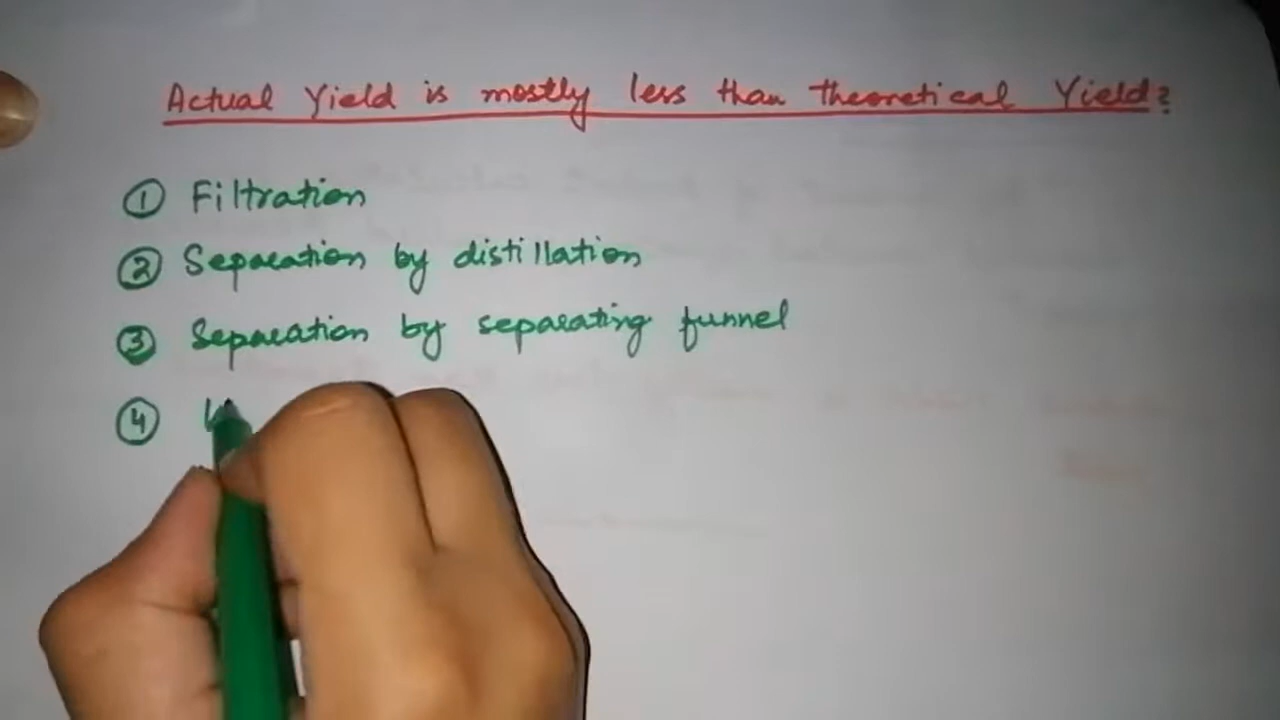 Actual Yield is mostly less than theoretical Yield?
① Filtration
② Separation by distillation
③ Separation by separating funnel
④